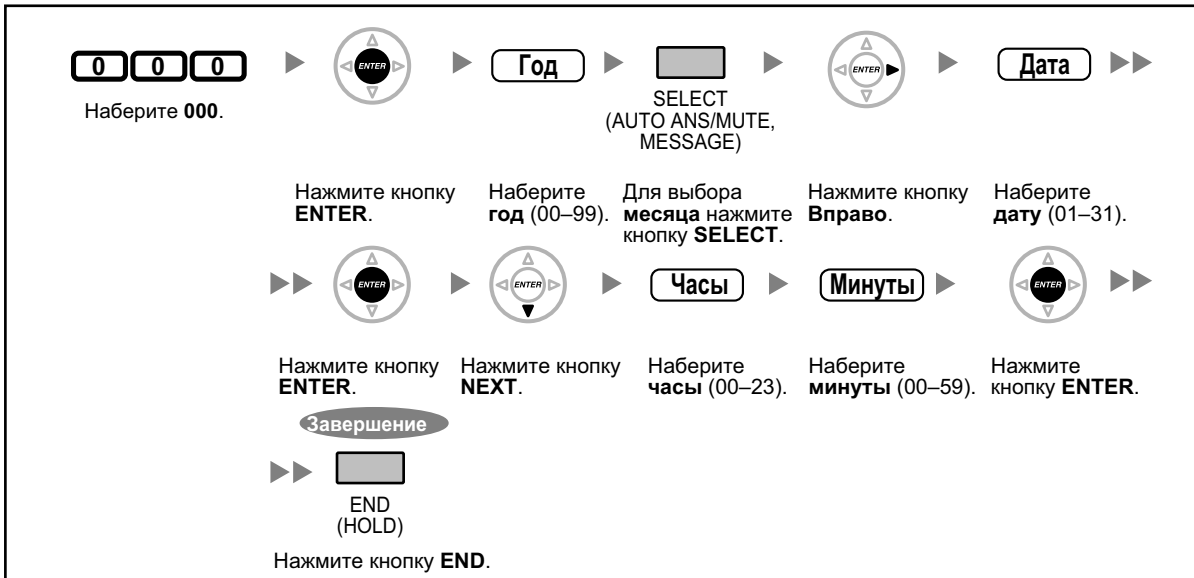 0 0 0
ENTER
Год
SELECT
(AUTO ANS/MUTE,
MESSAGE)
ENTER
Дата
Наберите 000.
Нажмите кнопку
ENTER.
Наберите
год (00–99).
Для выбора
месяца нажмите
кнопку SELECT.
Нажмите кнопку
Вправо.
Наберите
дату (01–31).
ENTER
ENTER
Часы
Минуты
ENTER
Нажмите кнопку
ENTER.
Нажмите кнопку
NEXT.
Наберите
часы (00–23).
Наберите
минуты (00–59).
Нажмите
кнопку ENTER.
Завершение
END
(HOLD)
Нажмите кнопку END.